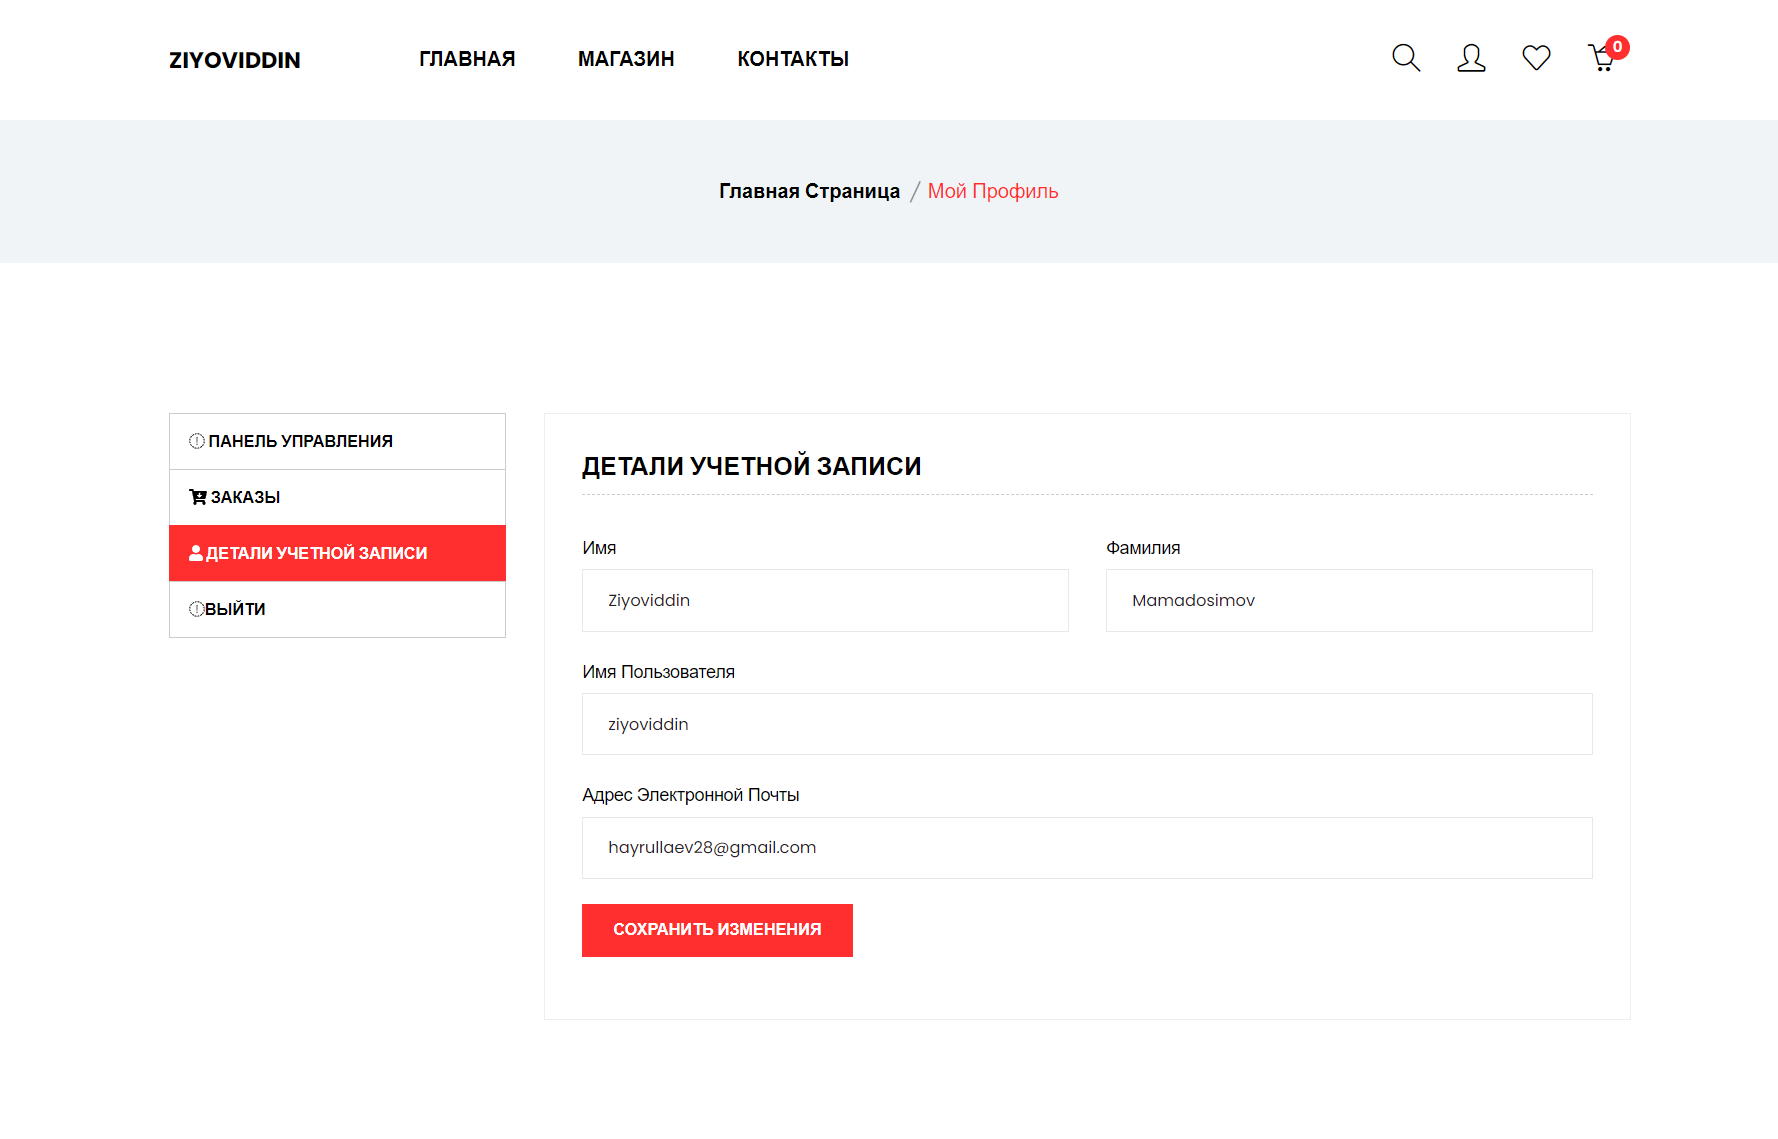 ZIYOVIDDIN
ГЛАВНАЯ
МАГАЗИН
КОНТАКТЫ
0
Главная Страница / Мой Профиль
ПАНЕЛЬ УПРАВЛЕНИЯ
ЗАКАЗЫ
ДЕТАЛИ УЧЕТНОЙ ЗАПИСИ
ВЫЙТИ
ДЕТАЛИ УЧЕТНОЙ ЗАПИСИ
Имя
Ziyoviddin
Фамилия
Mamadosimov
Имя Пользователя
ziyoviddin
Адрес Электронной Почты
hayrullaev28@gmail.com
СОХРАНИТЬ ИЗМЕНЕНИЯ